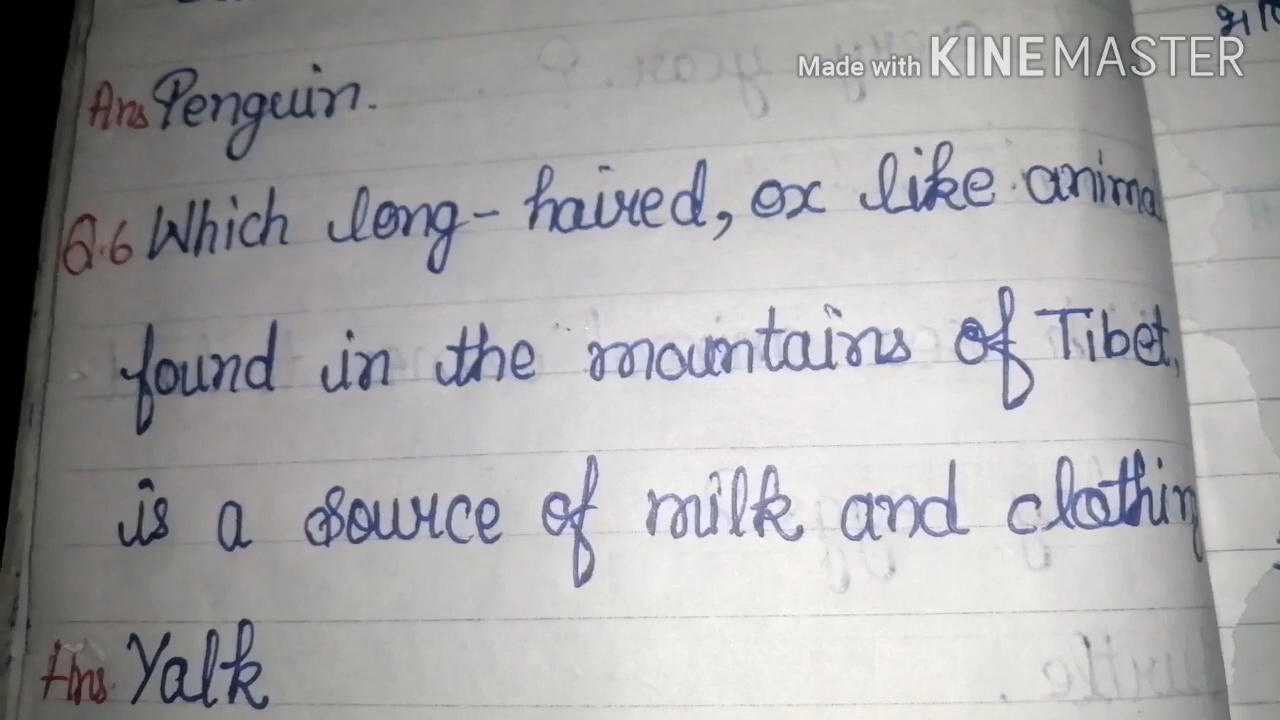 Made with KINEMASTER
Ans Penguin.
Q.6 Which long-haired, ox like anima
found in the mountains of Tibet,
is a source of milk and clothin
Ans. Yalk